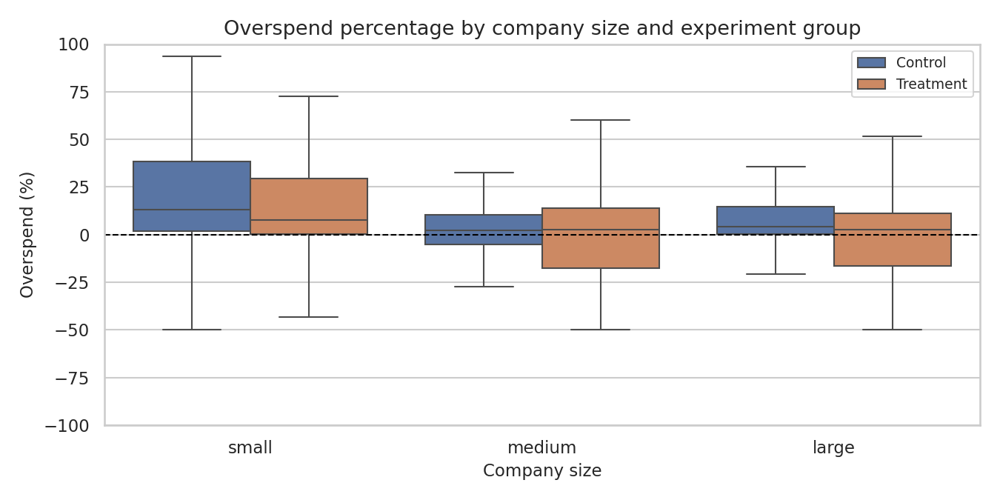 Overspend percentage by company size and experiment group
Control
Treatment
Overspend (%)
100
75
50
25
0
−25
−50
−75
−100
small
medium
large
Company size